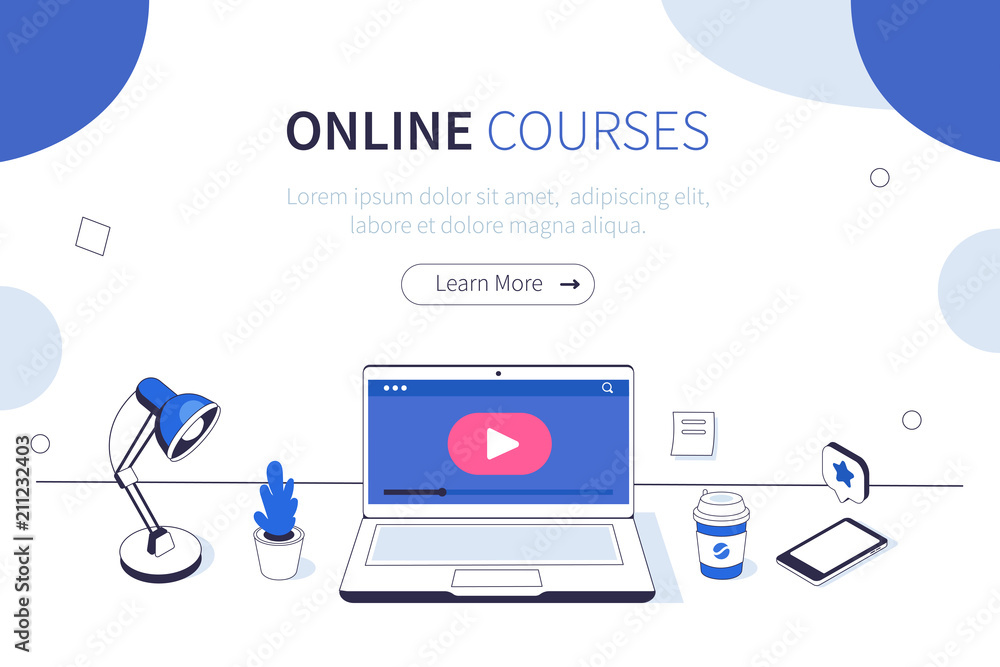 ONLINE COURSES
Lorem ipsum dolor sit amet, adipiscing elit,
labore et dolore magna aliqua.
Learn More
Adobe Stock | #211232403